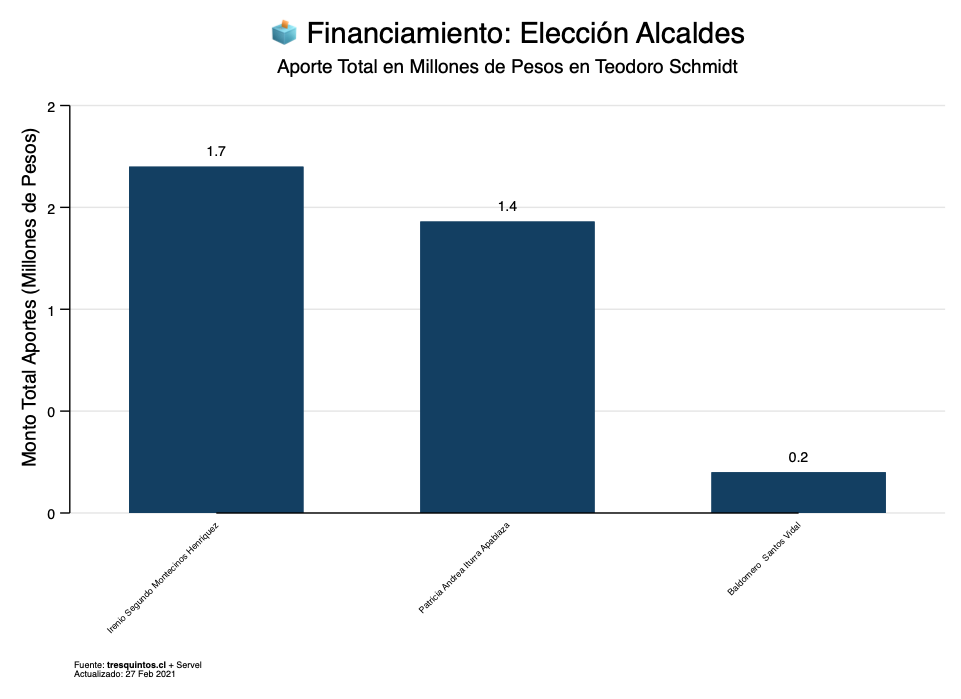 Financiamiento: Elección Alcaldes
Aporte Total en Millones de Pesos en Teodoro Schmidt
Monto Total Aportes (Millones de Pesos)
2
2
1
0
0
1.7
1.4
0.2
Irenio Segundo Montecinos Henriquez
Patricia Andrea Iturra Apablaza
Baldomero  Santos Vidal
Fuente: tresquintos.cl + Servel
Actualizado: 27 Feb 2021